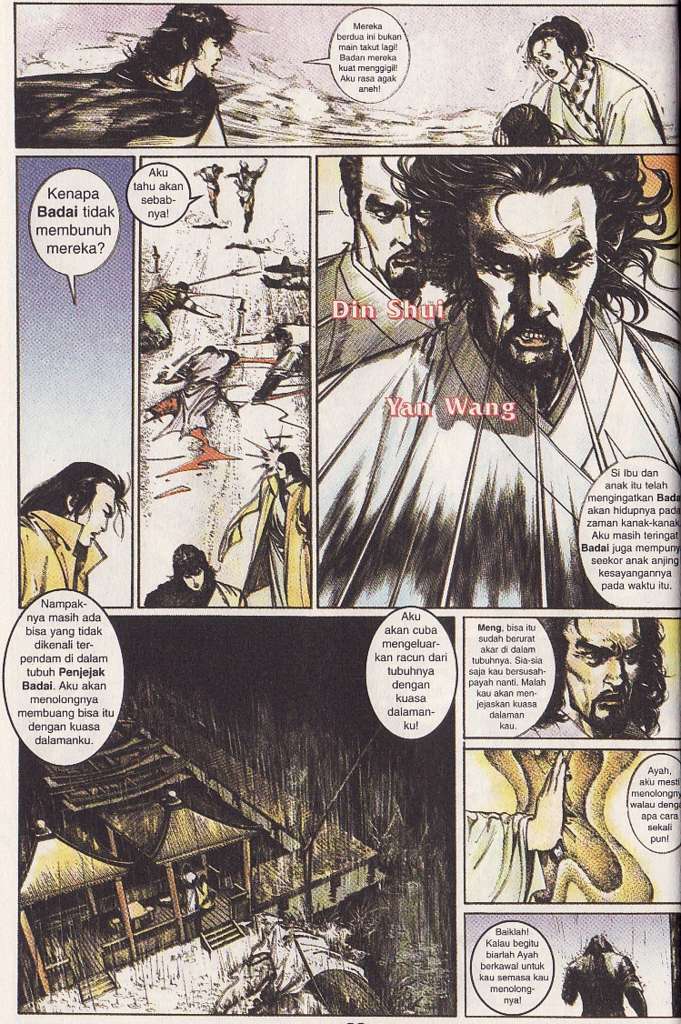 Mereka
berdua ini bukan
main takut lagi!
Badan mereka
kuat menggigil!
Aku rasa agak
aneh!
Kenapa
Badai tidak
membunuh
mereka?
Aku
tahu akan
sebab-
nya!
Din Shui
Yan Wang
Si Ibu dan
anak itu telah
mengingatkan Bada
akan hidupnya pada
zaman kanak-kanak
Aku masih teringat
Badai juga mempuny
seekor anak anjing
kesayangannya
pada waktu itu.
Nampak-
nya masih ada
bisa yang tidak
dikenali ter-
pendam di dalam
tubuh Penjejak
Badai. Aku akan
menolongnya
membuang bisa itu
dengan kuasa
dalamanku.
Aku
akan cuba
mengeluar-
kan racun dari
tubuhnya
dengan
kuasa
dalaman-
ku!
Meng, bisa itu
sudah berurat
akar di dalam
tubuhnya. Sia-sia
saja kau bersusah-
payah nanti. Malah
kau akan men-
jejaskan kuasa
dalaman
kau.
Ayah,
aku mesti
menolongny
walau denga
apa cara
sekali
pun!
Baiklah!
Kalau begitu
biarlah Ayah
berkawal untuk
kau semasa kau
menolong-
nya!